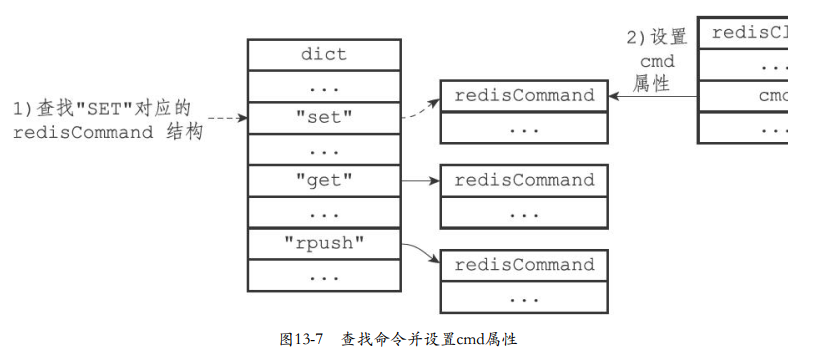 1)查找"SET"对应的
redisCommand 结构
dict
...
"set"
...
"get"
...
"rpush"
...
redisCommand
...
redisCommand
...
redisCommand
...
2)设置
cmd
属性
redisCl
...
cmd
...
图13-7 查找命令并设置cmd属性